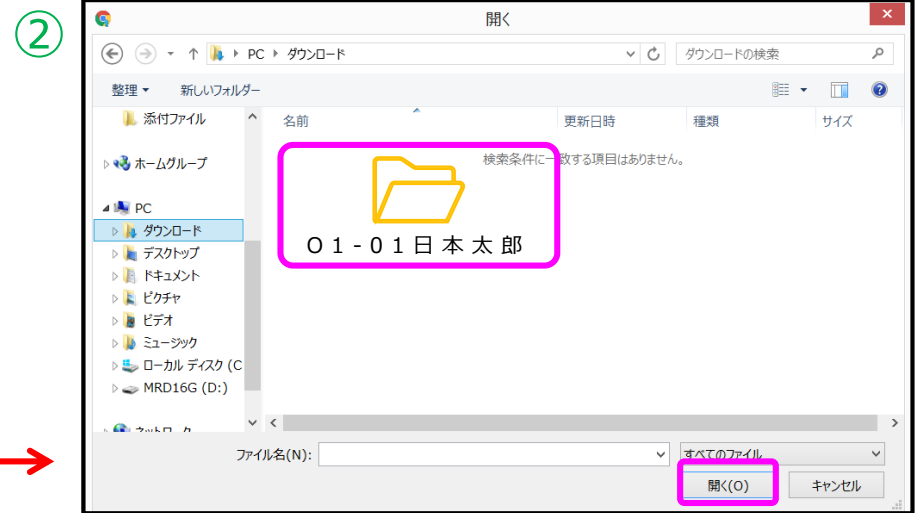 ②
開く
PC ダウンロード
ダウンロードの検索
整理 新しいフォルダー
添付ファイル
名前 更新日時 種類 サイズ
検索条件に一致する項目はありません。
ホームグループ
PC
ダウンロード
０１-０１日本太郎
デスクトップ
ドキュメント
ピクチャ
ビデオ
ミュージック
ローカル ディスク (C
MRD16G (D:)
ネットワーク
ファイル名(N):
すべてのファイル
開く(O) キャンセル